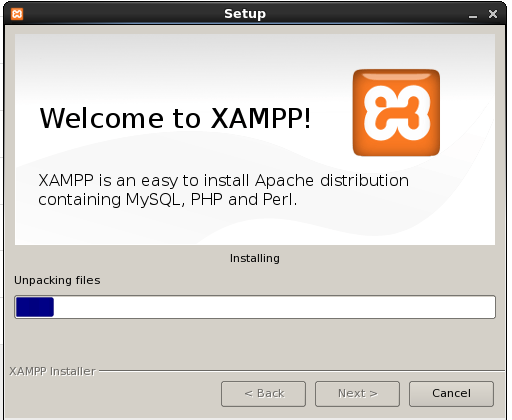 Setup
Welcome to XAMPP!
XAMPP is an easy to install Apache distribution
containing MySQL, PHP and Perl.
Installing
Unpacking files
XAMPP Installer
< Back
Next >
Cancel